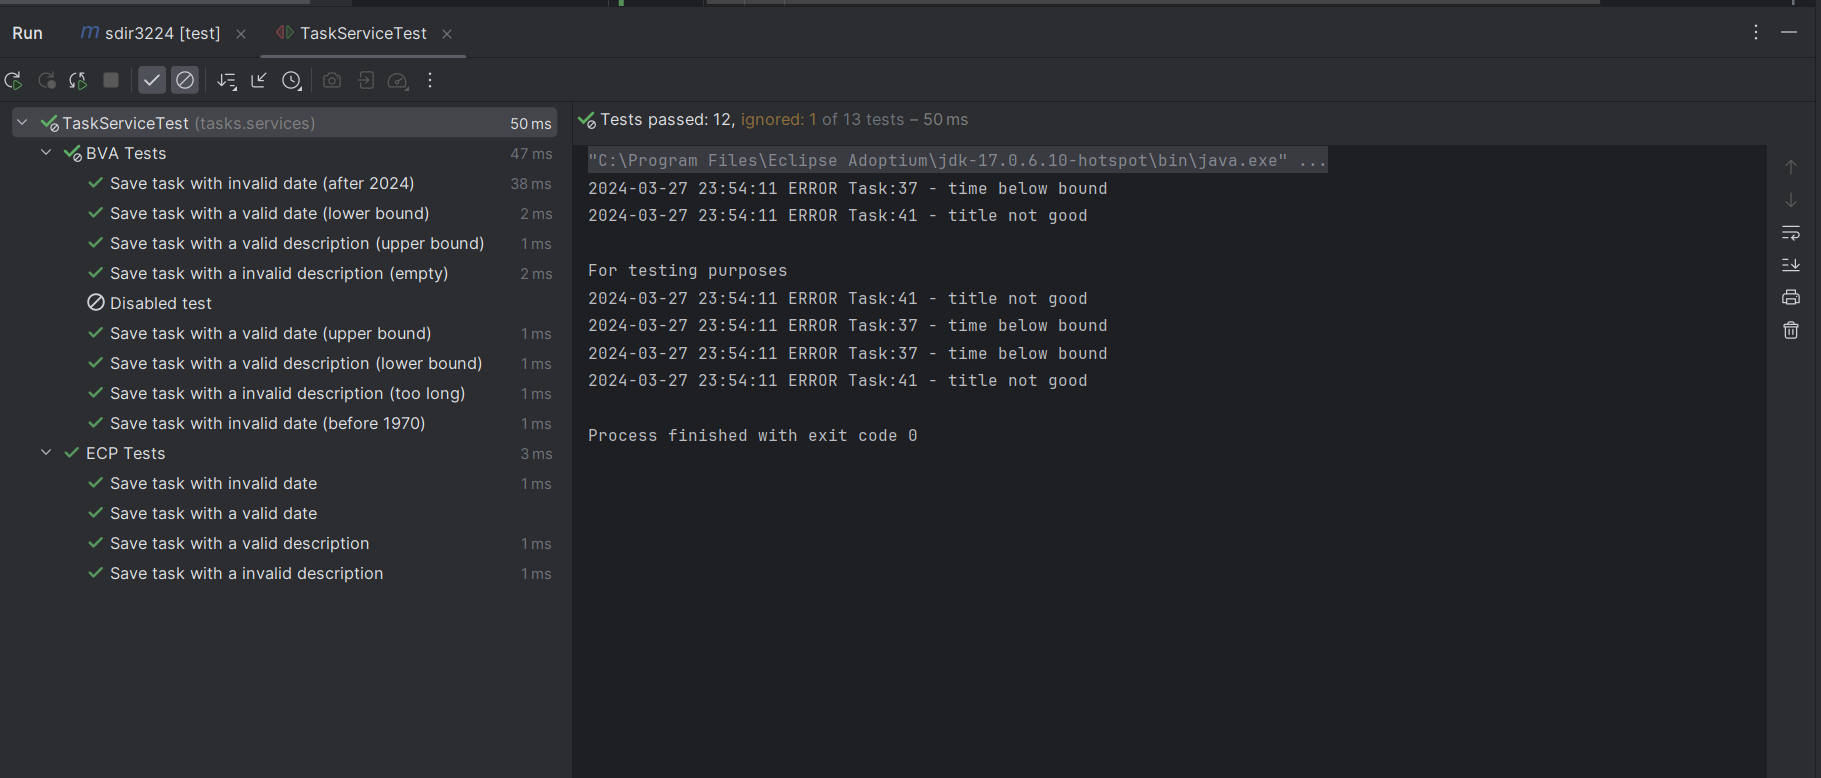 Run m sdir3224 [test] TaskServiceTest
TaskServiceTest (tasks.services) 50 ms
BVA Tests 47 ms
Save task with invalid date (after 2024) 38 ms
Save task with a valid date (lower bound) 2 ms
Save task with a valid description (upper bound) 1 ms
Save task with a invalid description (empty) 2 ms
Disabled test
Save task with a valid date (upper bound) 1 ms
Save task with a valid description (lower bound) 1 ms
Save task with a invalid description (too long) 1 ms
Save task with invalid date (before 1970) 1 ms
ECP Tests 3 ms
Save task with invalid date 1 ms
Save task with a valid date
Save task with a valid description 1 ms
Save task with a invalid description 1 ms
Tests passed: 12, ignored: 1 of 13 tests – 50 ms
"C:\Program Files\Eclipse Adoptium\jdk-17.0.6.10-hotspot\bin\java.exe" ...
2024-03-27 23:54:11 ERROR Task:37 - time below bound
2024-03-27 23:54:11 ERROR Task:41 - title not good
For testing purposes
2024-03-27 23:54:11 ERROR Task:41 - title not good
2024-03-27 23:54:11 ERROR Task:37 - time below bound
2024-03-27 23:54:11 ERROR Task:37 - time below bound
2024-03-27 23:54:11 ERROR Task:41 - title not good
Process finished with exit code 0